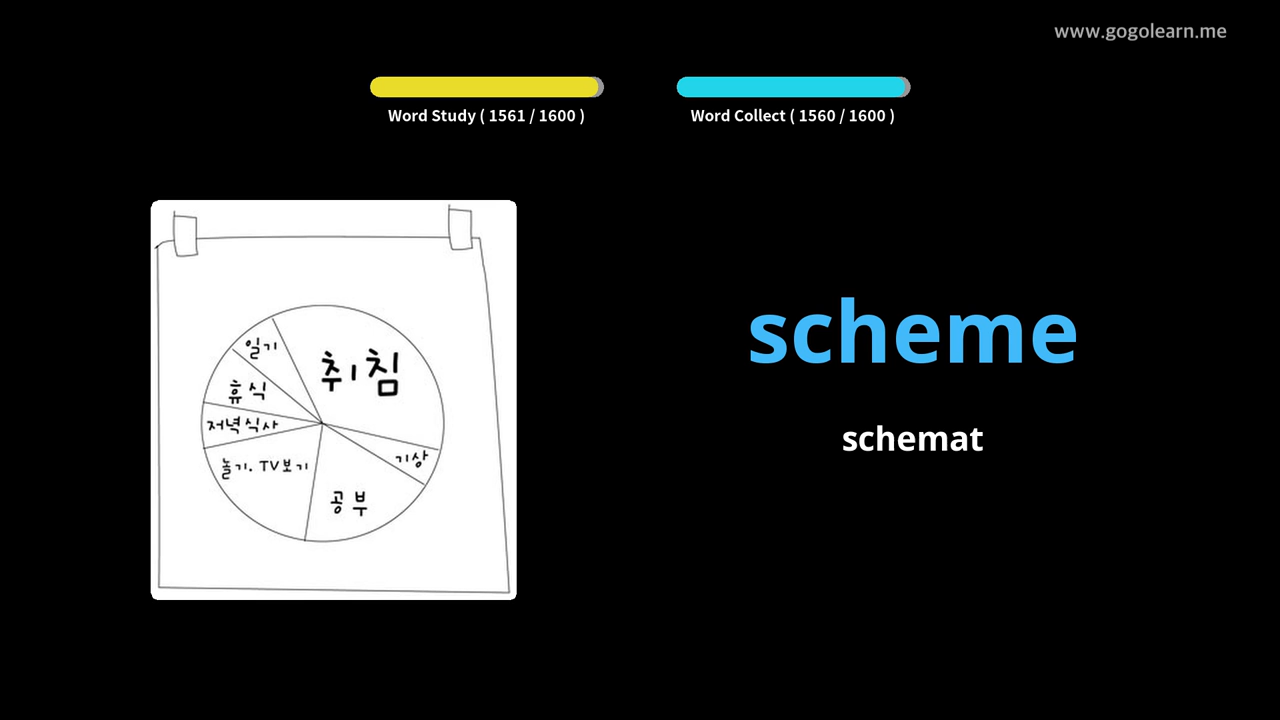 www.gogolearn.me
Word Study ( 1561 / 1600 )
Word Collect ( 1560 / 1600 )
일기
취침
휴식
저녁식사
놀기. TV보기
기상
공부
scheme
schemat